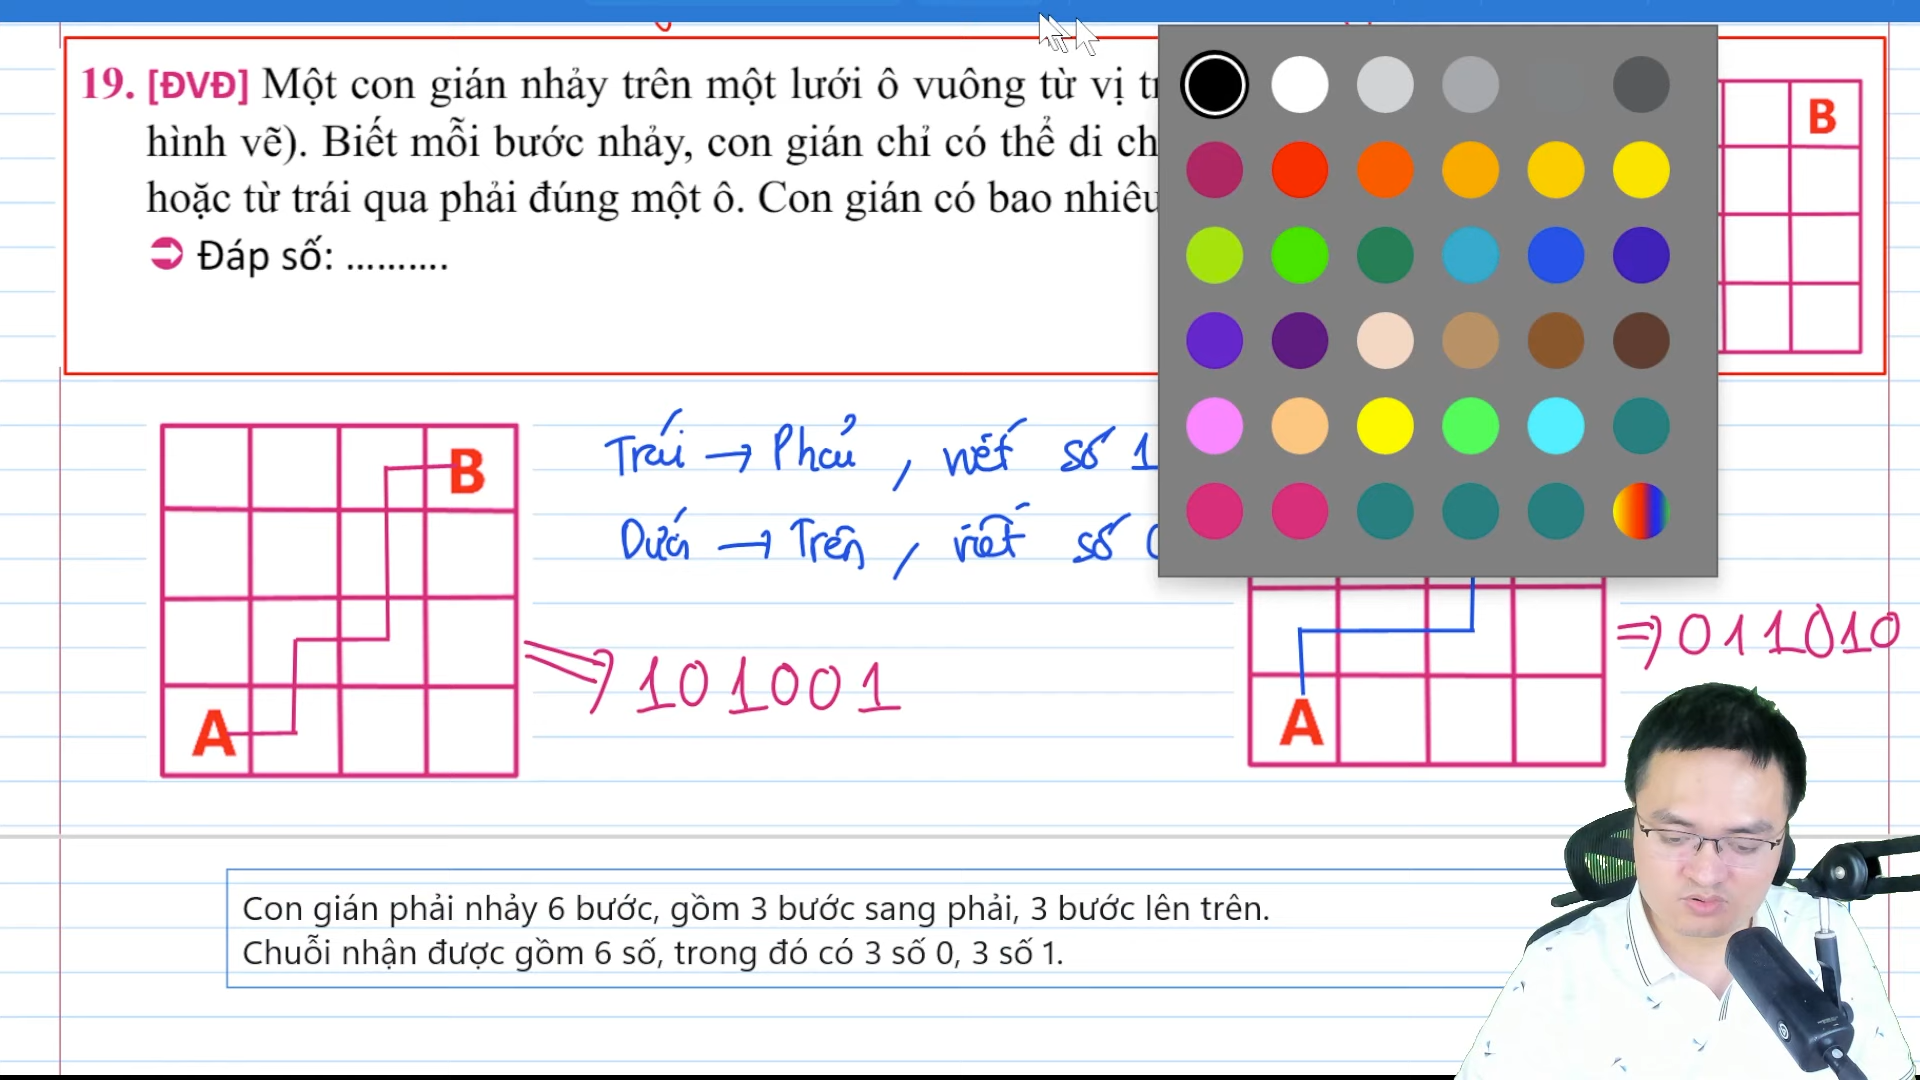 19. [ĐVĐ] Một con gián nhảy trên một lưới ô vuông từ vị tr
hình vẽ). Biết mỗi bước nhảy, con gián chỉ có thể di ch
hoặc từ trái qua phải đúng một ô. Con gián có bao nhiêu
➲ Đáp số: ..........
B
B
Trái → Phải, viết số 1
Dưới → Trên, viết số 0
A
⇒ 101001
A
⇒ 011010
Con gián phải nhảy 6 bước, gồm 3 bước sang phải, 3 bước lên trên.
Chuỗi nhận được gồm 6 số, trong đó có 3 số 0, 3 số 1.